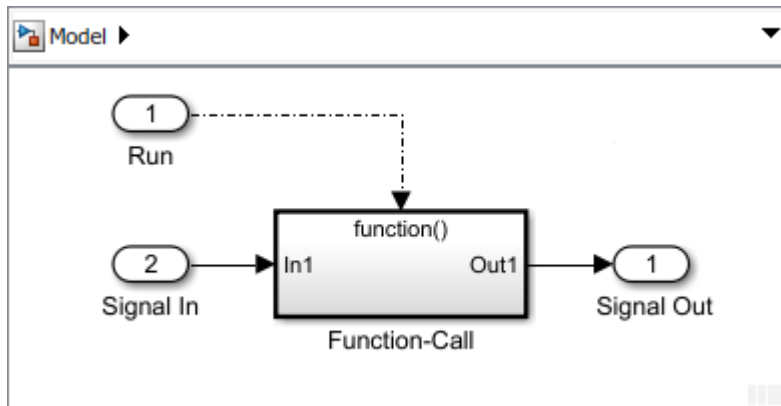 Model
1
Run
function()
2
In1
Out1
1
Signal In
Signal Out
Function-Call